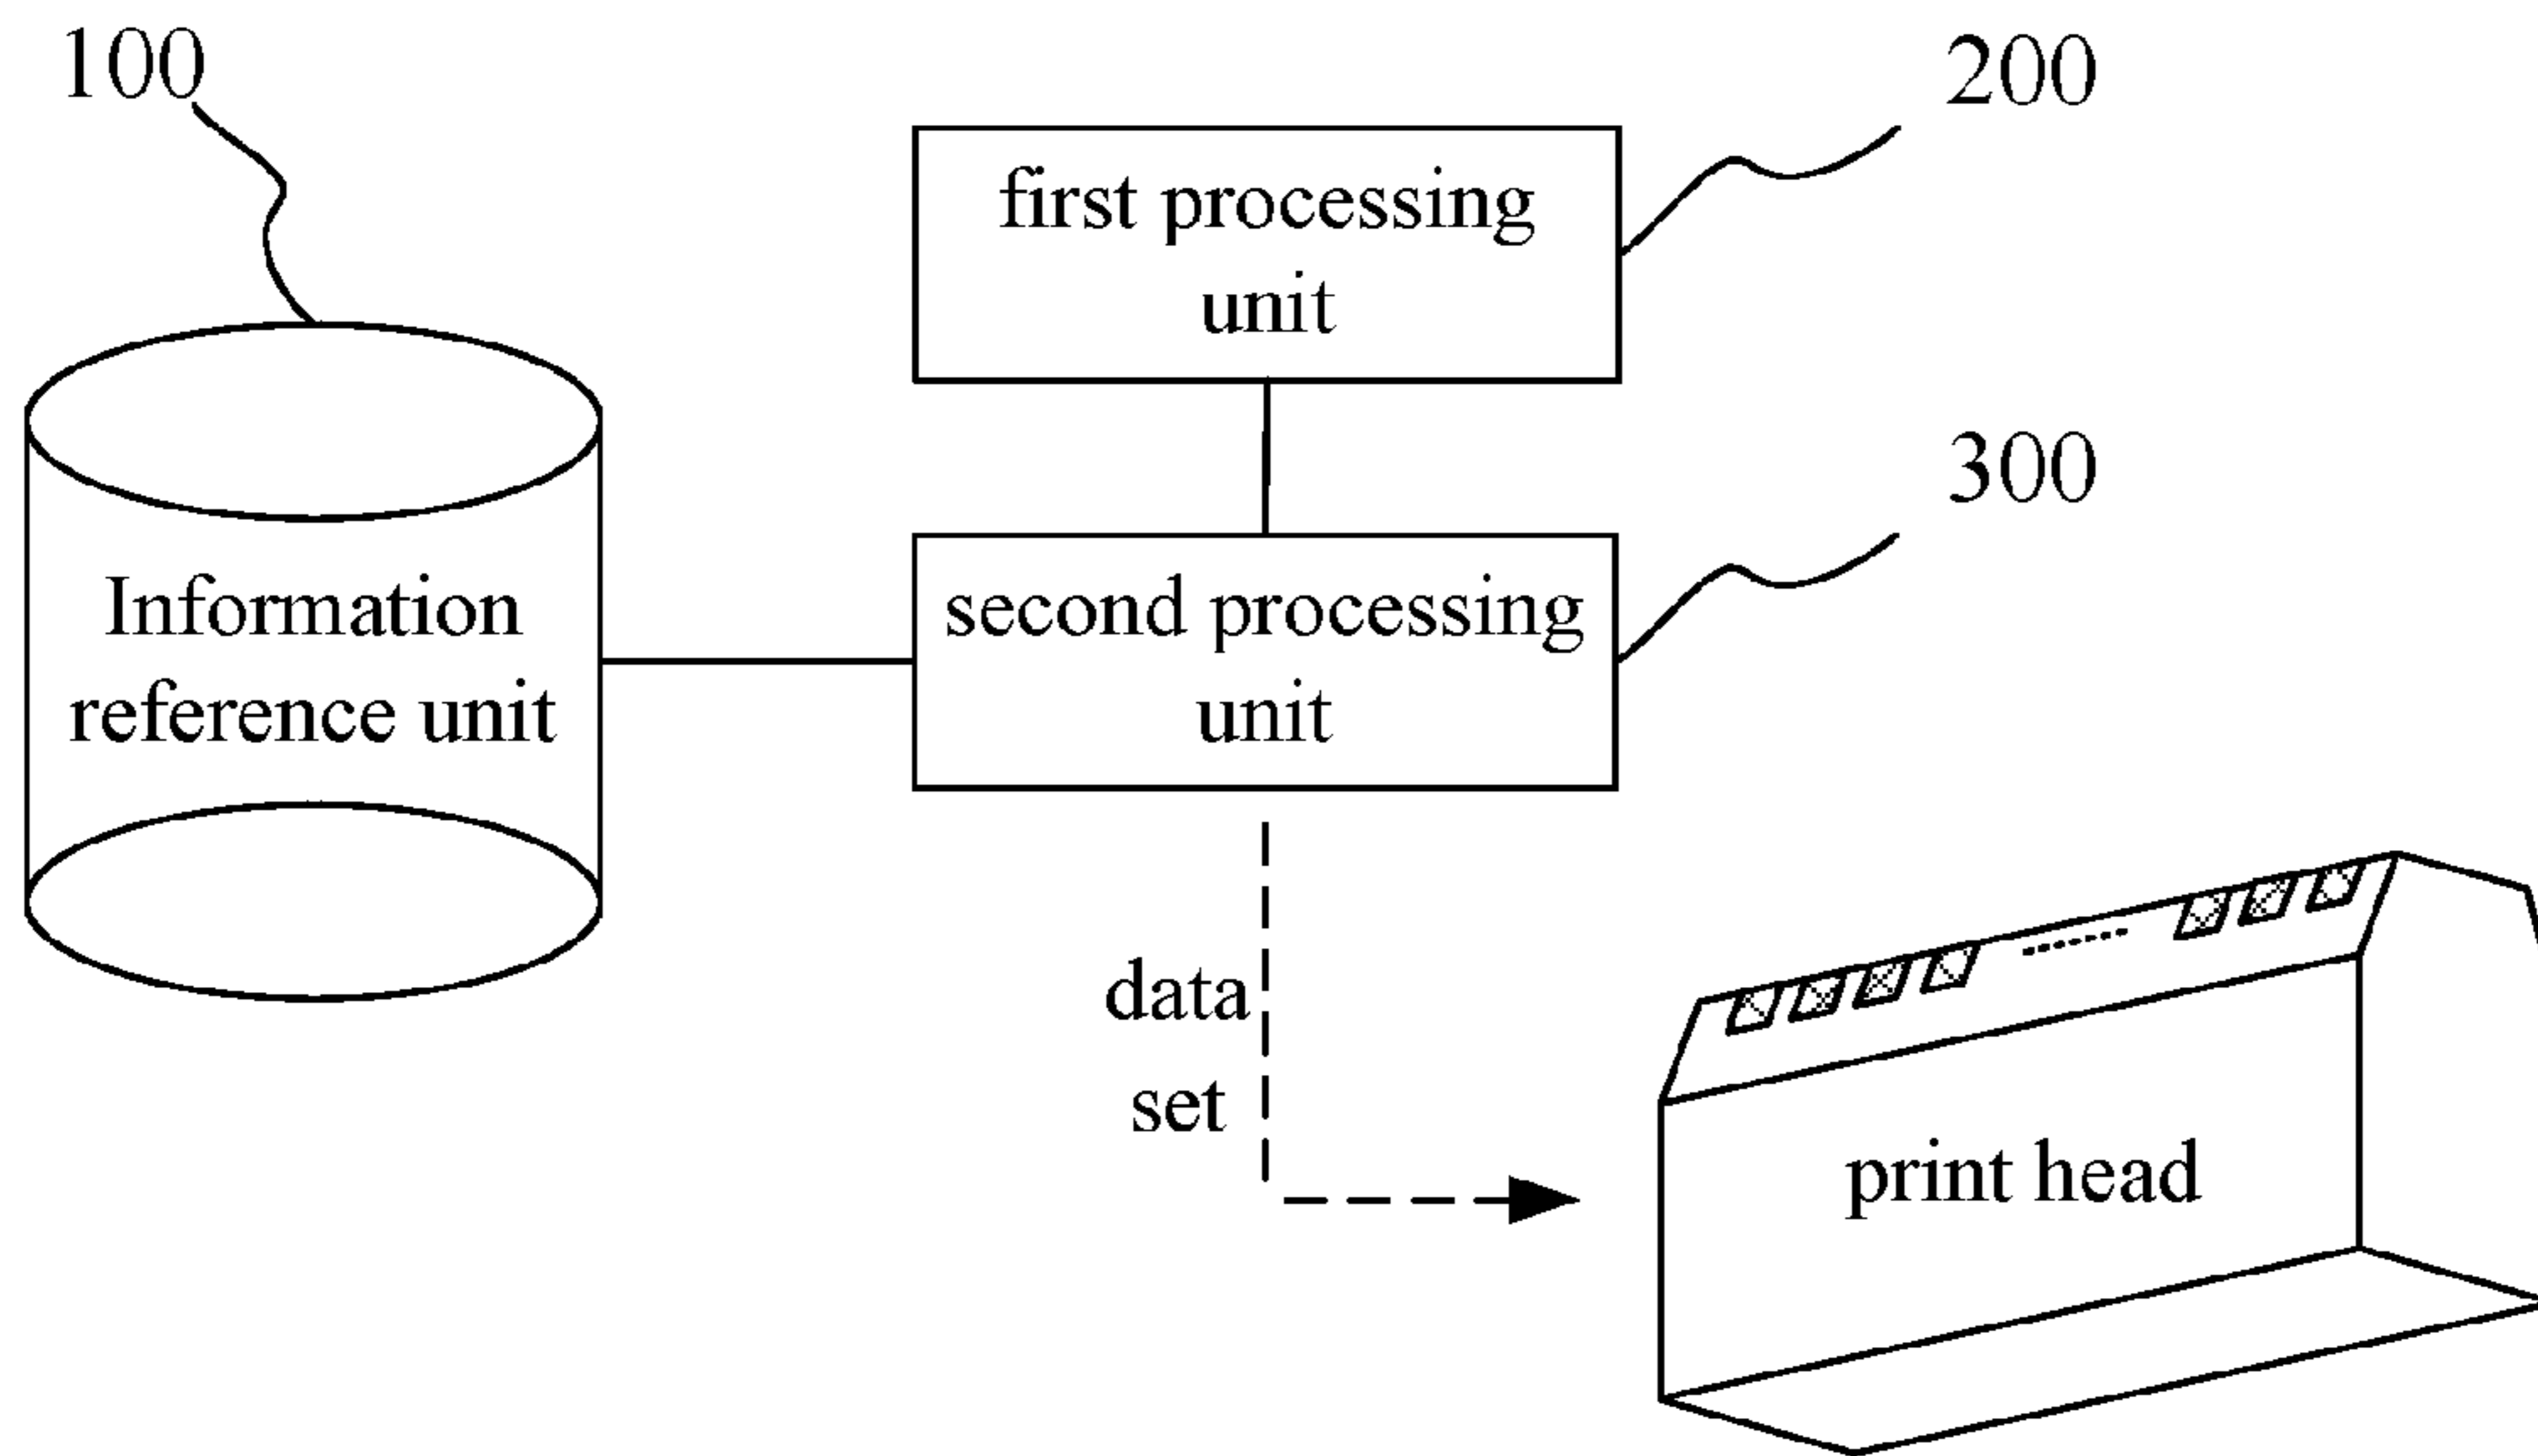 100
200
first processing
unit
300
Information
reference unit
second processing
unit
data
set
print head